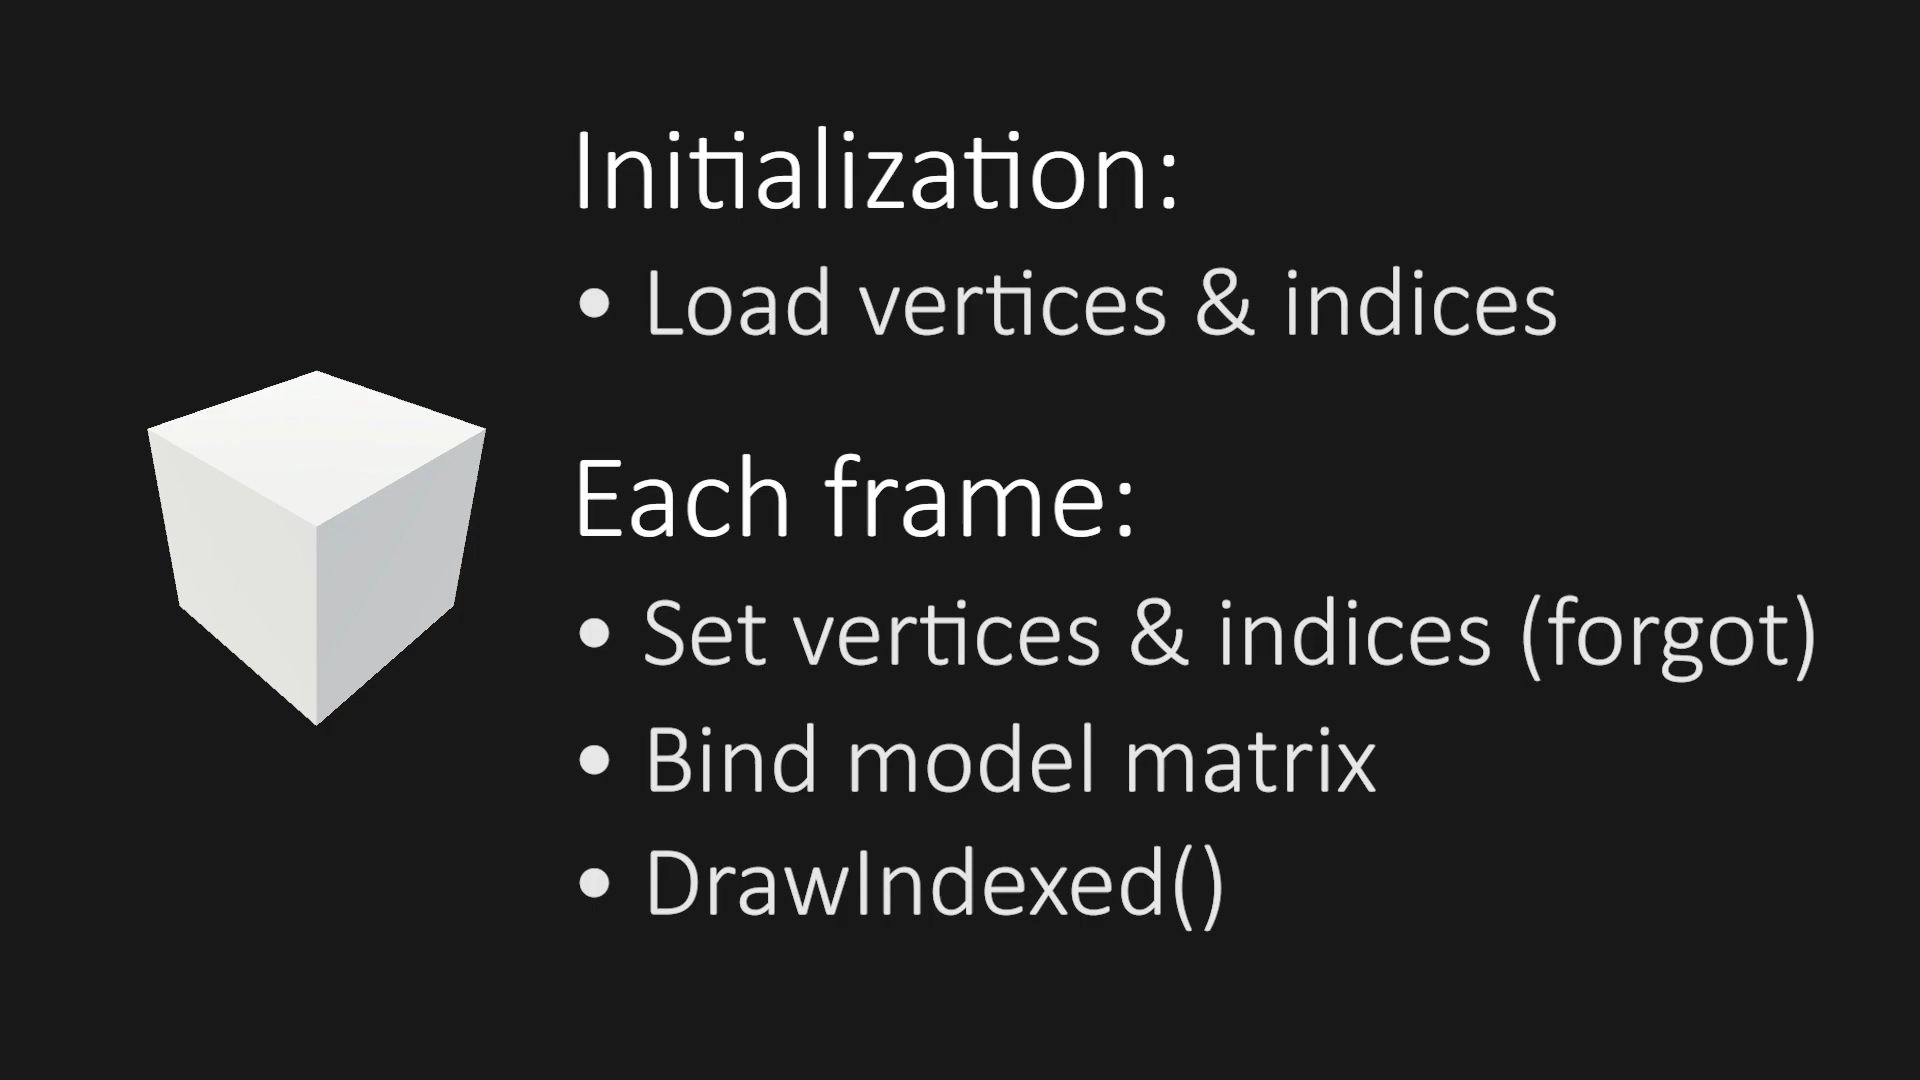 Initialization:
• Load vertices & indices
Each frame:
• Set vertices & indices (forgot)
• Bind model matrix
• DrawIndexed()